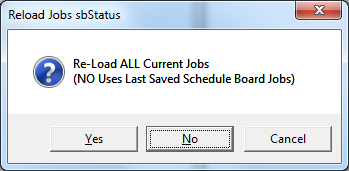 Reload Jobs sbStatus
Re-Load ALL Current Jobs
(NO Uses Last Saved Schedule Board Jobs)
Yes
No
Cancel